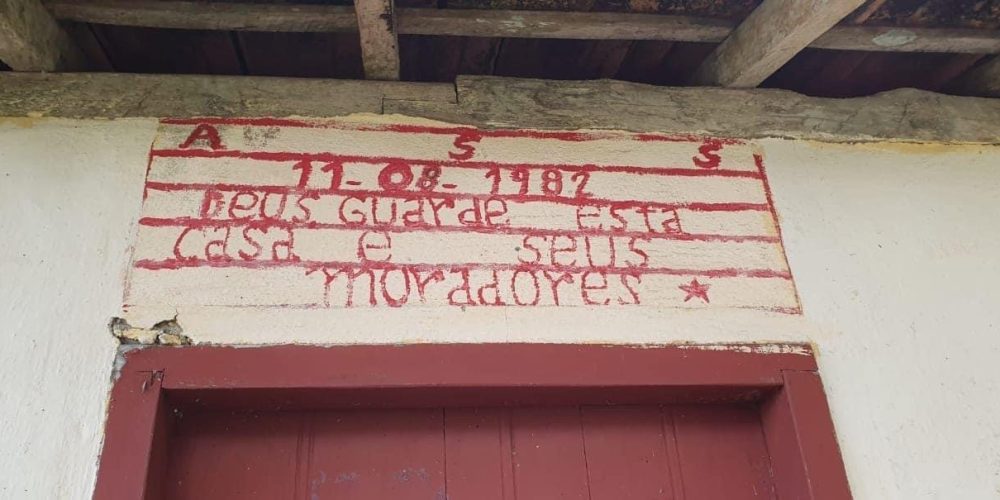 A S S
11-08-1982
Deus Guarde esta
casa e seus
moradores ★